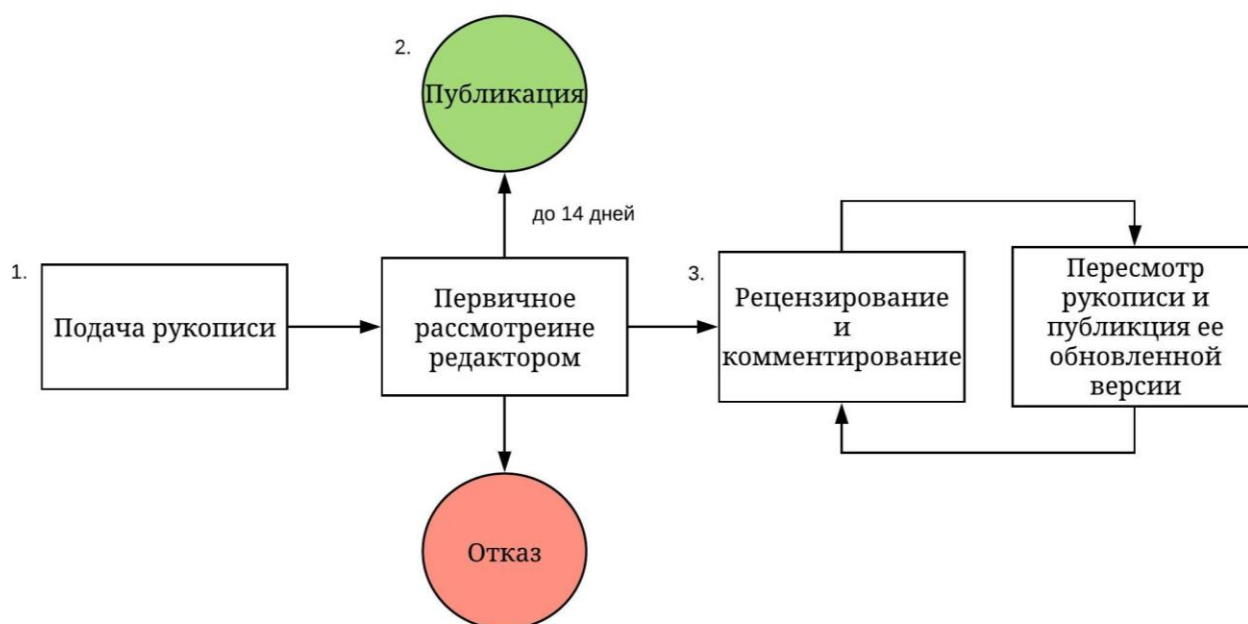 2.
Публикация
до 14 дней
1.
Подача рукописи
Первичное
рассмотреине
редактором
3.
Рецензирование
и
комментирование
Пересмотр
рукописи и
публикция ее
обновленной
версии
Отказ